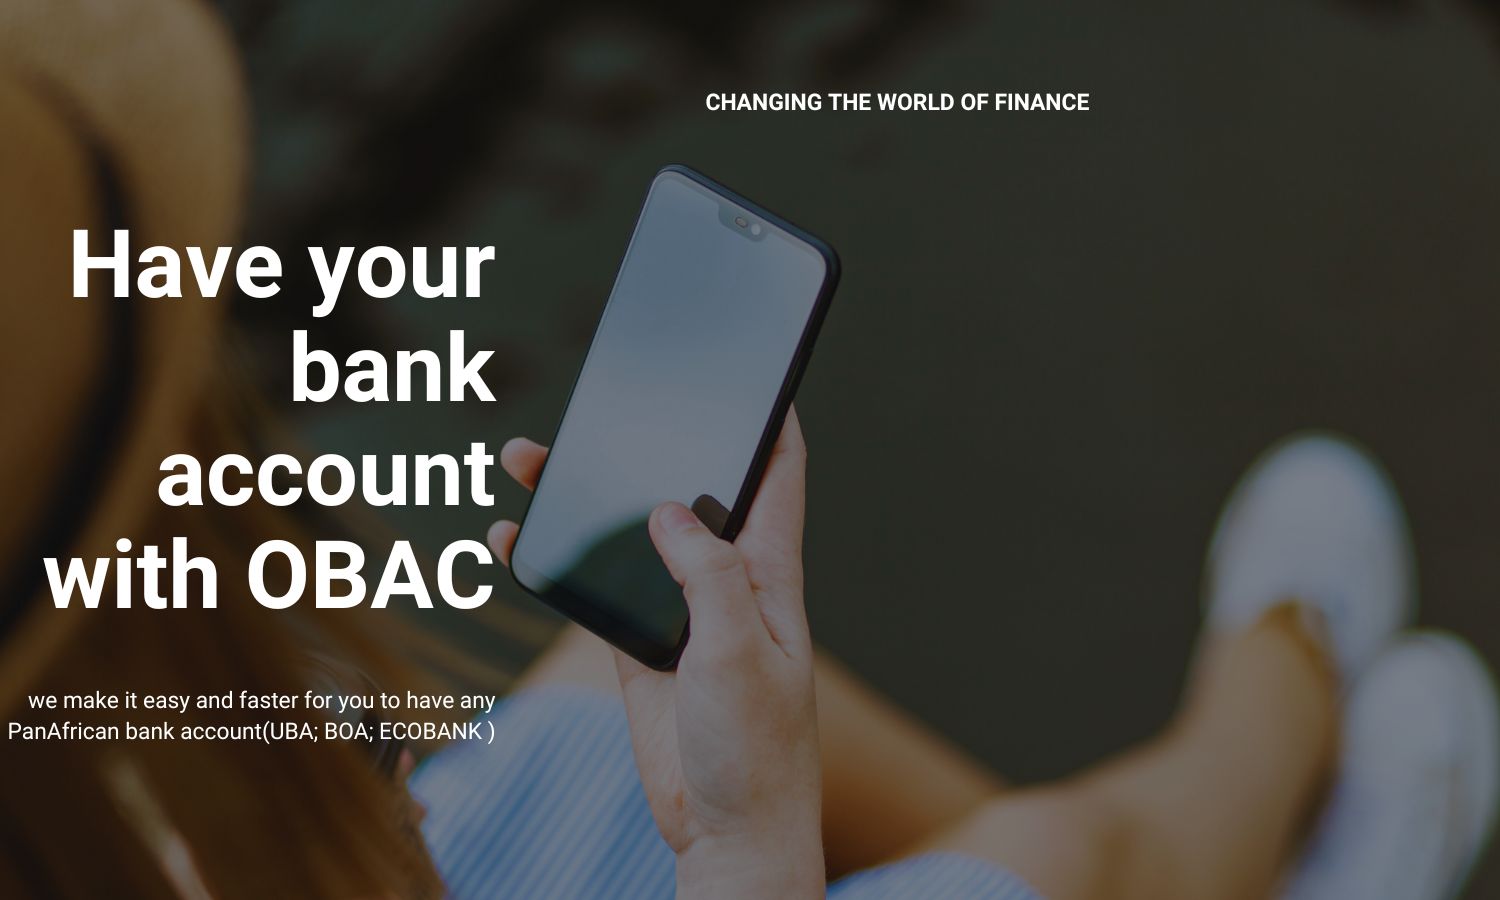 CHANGING THE WORLD OF FINANCE
Have your
bank
account
with OBAC
we make it easy and faster for you to have any
PanAfrican bank account(UBA; BOA; ECOBANK )